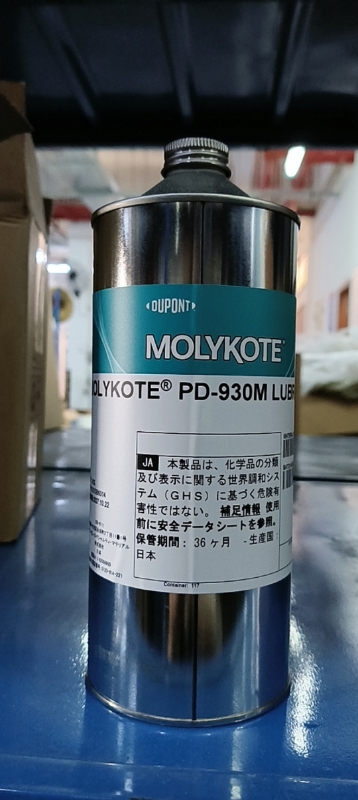 DUPONT
MOLYKOTE
OLYKOTE® PD-930M LUBR
JA 本製品は、化学品の分類
及び表示に関する世界調和シス
テム（GHS）に基づく危険有
害性ではない。 補足情報 使用
前に安全データシートを参照。
保管期間： 36ヶ月 -生産国：
日本
Container: 117